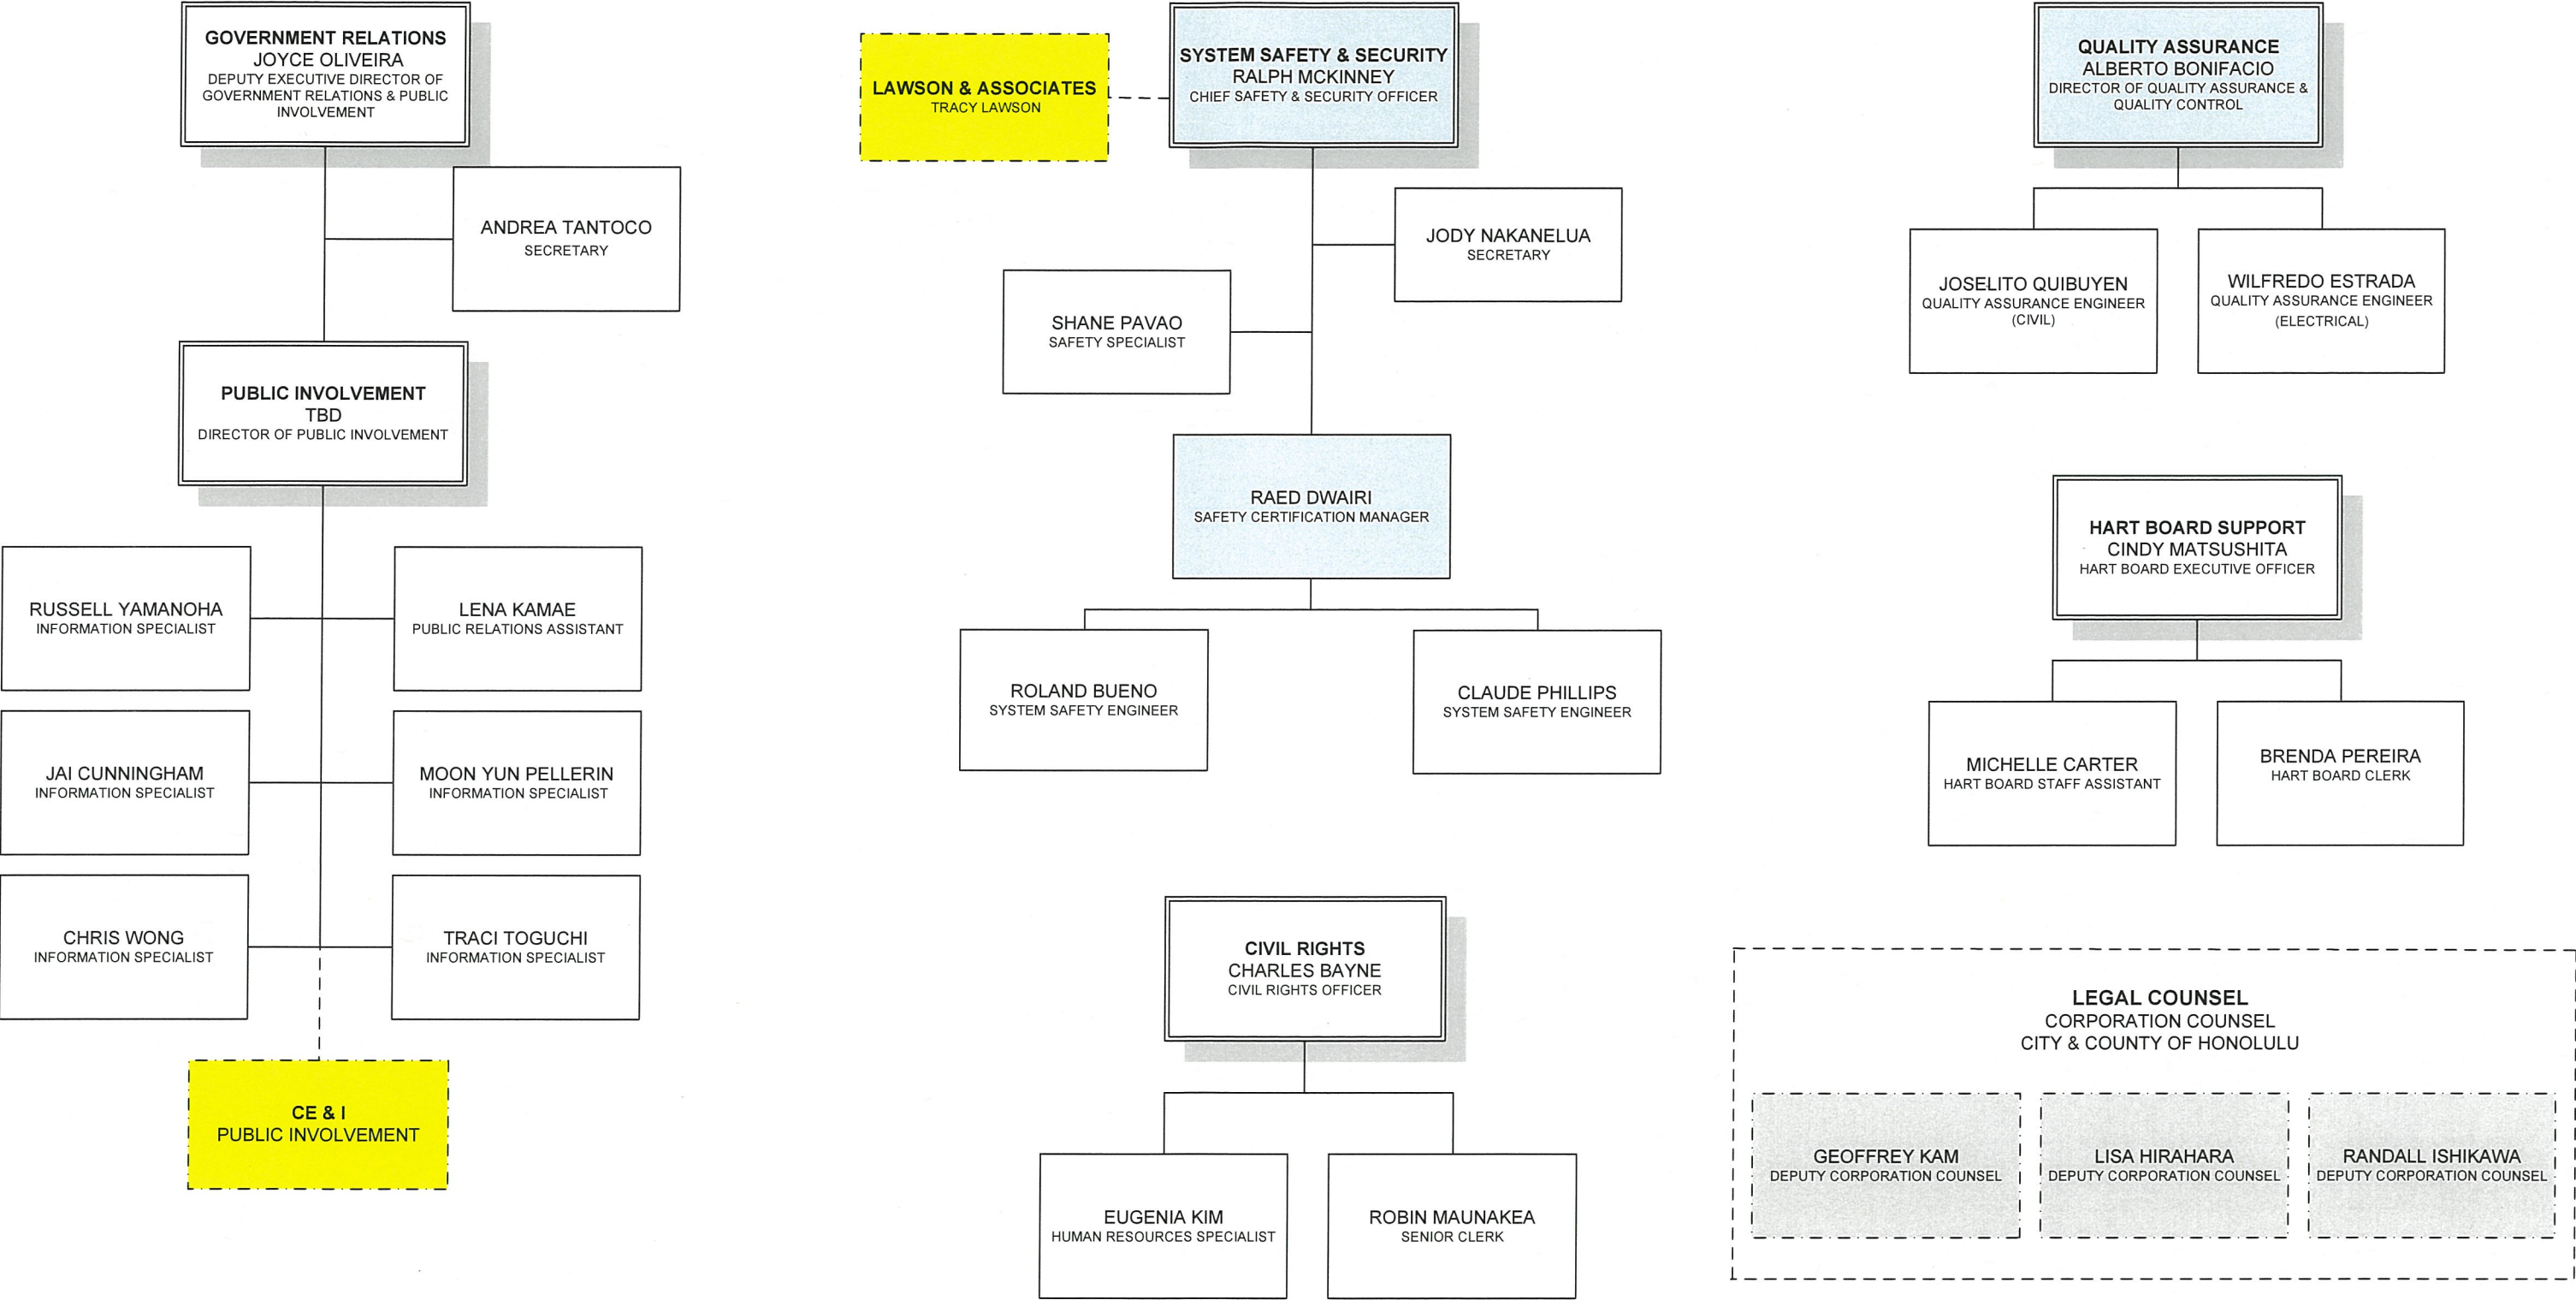 GOVERNMENT RELATIONS
JOYCE OLIVEIRA
DEPUTY EXECUTIVE DIRECTOR OF
GOVERNMENT RELATIONS & PUBLIC
INVOLVEMENT
ANDREA TANTOCO
SECRETARY
PUBLIC INVOLVEMENT
TBD
DIRECTOR OF PUBLIC INVOLVEMENT
RUSSELL YAMANOHA
INFORMATION SPECIALIST
LENA KAMAE
PUBLIC RELATIONS ASSISTANT
JAI CUNNINGHAM
INFORMATION SPECIALIST
MOON YUN PELLERIN
INFORMATION SPECIALIST
CHRIS WONG
INFORMATION SPECIALIST
TRACI TOGUCHI
INFORMATION SPECIALIST
CE & I
PUBLIC INVOLVEMENT
LAWSON & ASSOCIATES
TRACY LAWSON
SYSTEM SAFETY & SECURITY
RALPH MCKINNEY
CHIEF SAFETY & SECURITY OFFICER
JODY NAKANELUA
SECRETARY
SHANE PAVAO
SAFETY SPECIALIST
RAED DWAIRI
SAFETY CERTIFICATION MANAGER
ROLAND BUENO
SYSTEM SAFETY ENGINEER
CLAUDE PHILLIPS
SYSTEM SAFETY ENGINEER
CIVIL RIGHTS
CHARLES BAYNE
CIVIL RIGHTS OFFICER
EUGENIA KIM
HUMAN RESOURCES SPECIALIST
ROBIN MAUNAKEA
SENIOR CLERK
QUALITY ASSURANCE
ALBERTO BONIFACIO
DIRECTOR OF QUALITY ASSURANCE &
QUALITY CONTROL
JOSELITO QUIBUYEN
QUALITY ASSURANCE ENGINEER
(CIVIL)
WILFREDO ESTRADA
QUALITY ASSURANCE ENGINEER
(ELECTRICAL)
HART BOARD SUPPORT
CINDY MATSUSHITA
HART BOARD EXECUTIVE OFFICER
MICHELLE CARTER
HART BOARD STAFF ASSISTANT
BRENDA PEREIRA
HART BOARD CLERK
LEGAL COUNSEL
CORPORATION COUNSEL
CITY & COUNTY OF HONOLULU
GEOFFREY KAM
DEPUTY CORPORATION COUNSEL
LISA HIRAHARA
DEPUTY CORPORATION COUNSEL
RANDALL ISHIKAWA
DEPUTY CORPORATION COUNSEL